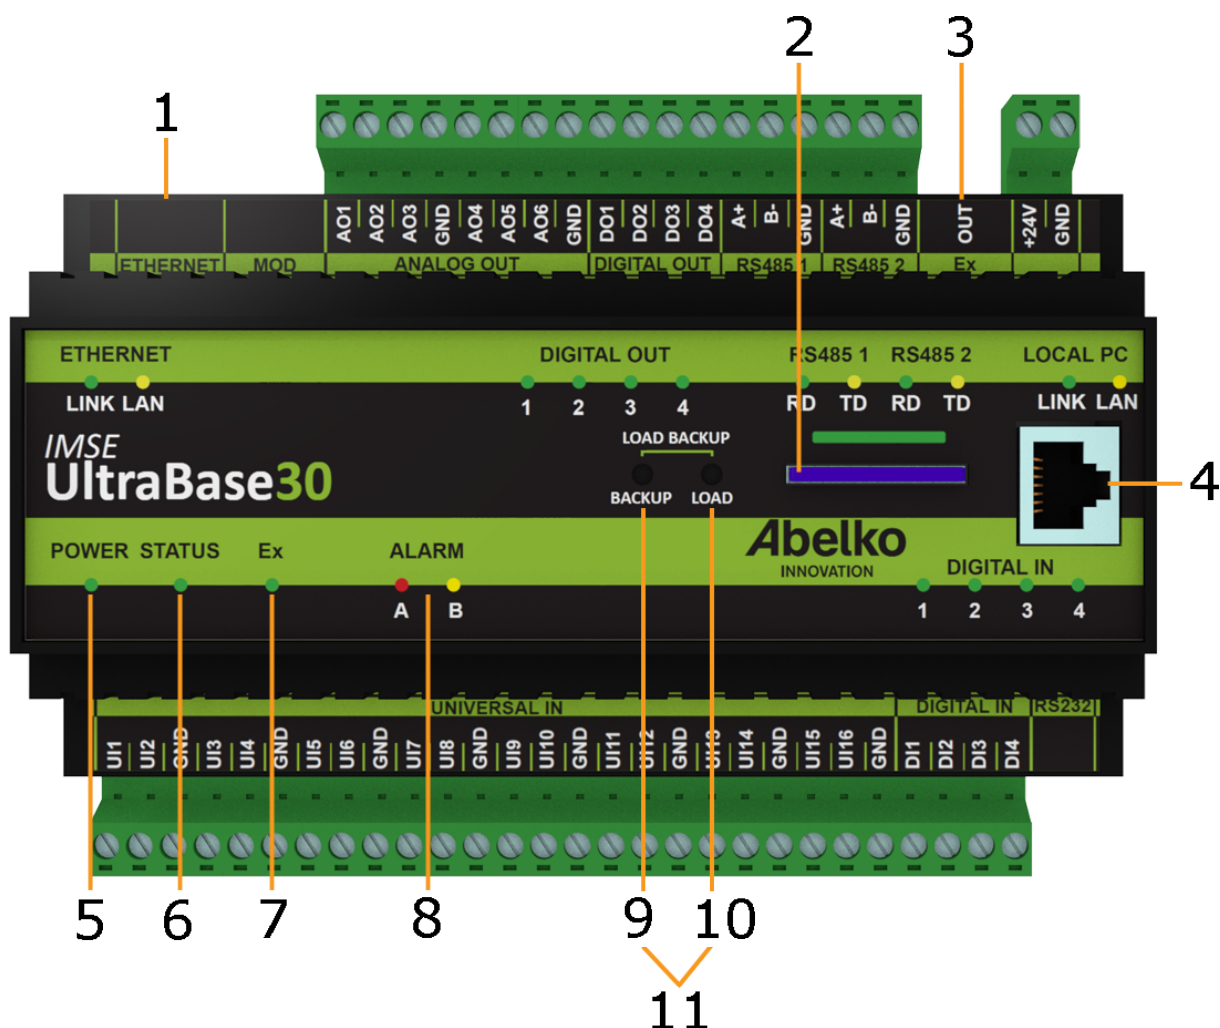 2 3
1
AO1 AO2 AO3 GND AO4 AO5 AO6 GND DO1 DO2 DO3 DO4 A+ B- GND A+ B- GND OUT +24V GND
ETHERNET MOD ANALOG OUT DIGITAL OUT RS485 1 RS485 2 Ex
ETHERNET DIGITAL OUT RS485 1 RS485 2 LOCAL PC
LINK LAN 1 2 3 4 RD TD RD TD LINK LAN
IMSE LOAD BACKUP
UltraBase30 BACKUP LOAD
4
POWER STATUS Ex ALARM Abelko
INNOVATION DIGITAL IN
A B 1 2 3 4
UNIVERSAL IN DIGITAL IN RS232
UI1 UI2 GND UI3 UI4 GND UI5 UI6 GND UI7 UI8 GND UI9 UI10 GND UI11 UI12 GND UI13 UI14 GND UI15 UI16 GND DI1 DI2 DI3 DI4
5 6 7 8 9 10
11